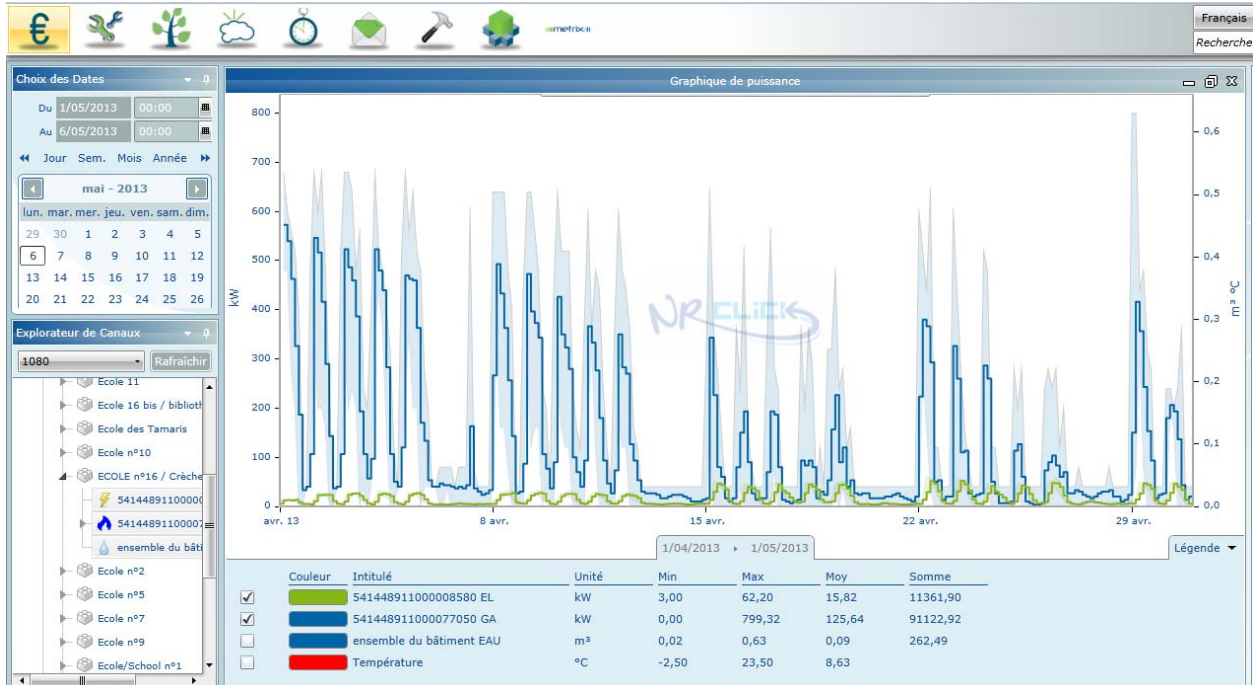 metrix
Français
Recherche
Choix des Dates
Du 1/05/2013 00:00
Au 6/05/2013 00:00
Jour Sem. Mois Année
mai - 2013
lun. mar. mer. jeu. ven. sam. dim.
29 30 1 2 3 4 5
6 7 8 9 10 11 12
13 14 15 16 17 18 19
20 21 22 23 24 25 26
Explorateur de Canaux
1080 Rafraîchir
Ecole 11
Ecole 16 bis / biblioth
Ecole des Tamaris
Ecole n°10
ECOLE n°16 / Crèche
54144891100000
54144891100007
ensemble du bâti
Ecole n°2
Ecole n°5
Ecole n°7
Ecole n°9
Ecole/School n°1
Graphique de puissance
800
700
600
500
400
300
200
100
0
kW
0,6
0,5
0,4
0,3
0,2
0,1
0,0
m³ °C
NRCLICK
avr. 13 8 avr. 15 avr. 22 avr. 29 avr.
1/04/2013 1/05/2013
Légende
Couleur Intitulé Unité Min Max Moy Somme
541448911000008580 EL kW 3,00 62,20 15,82 11361,90
541448911000077050 GA kW 0,00 799,32 125,64 91122,92
ensemble du bâtiment EAU m³ 0,02 0,63 0,09 262,49
Température °C -2,50 23,50 8,63